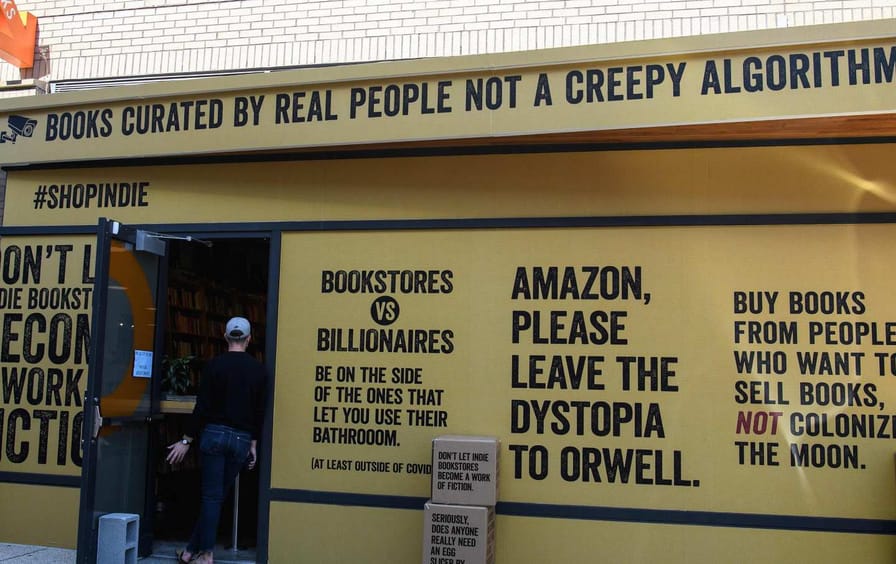 BOOKS CURATED BY REAL PEOPLE NOT A CREEPY ALGORITHM
#SHOPINDIE
DON'T
BOOKSTORES
VS
BILLIONAIRES
BE ON THE SIDE
OF THE ONES THAT
LET YOU USE THEIR
BATHROOOM.
(AT LEAST OUTSIDE OF COVID
AMAZON,
PLEASE
LEAVE THE
DYSTOPIA
TO ORWELL.
BUY BOOKS
FROM PEOPLE
WHO WANT TO
SELL BOOKS,
NOT COLONIZ
THE MOON.
DON'T LET INDIE
BOOKSTORES
BECOME A WORK
OF FICTION.
SERIOUSLY,
DOES ANYONE
REALLY NEED
AN EGG
SLICER BY